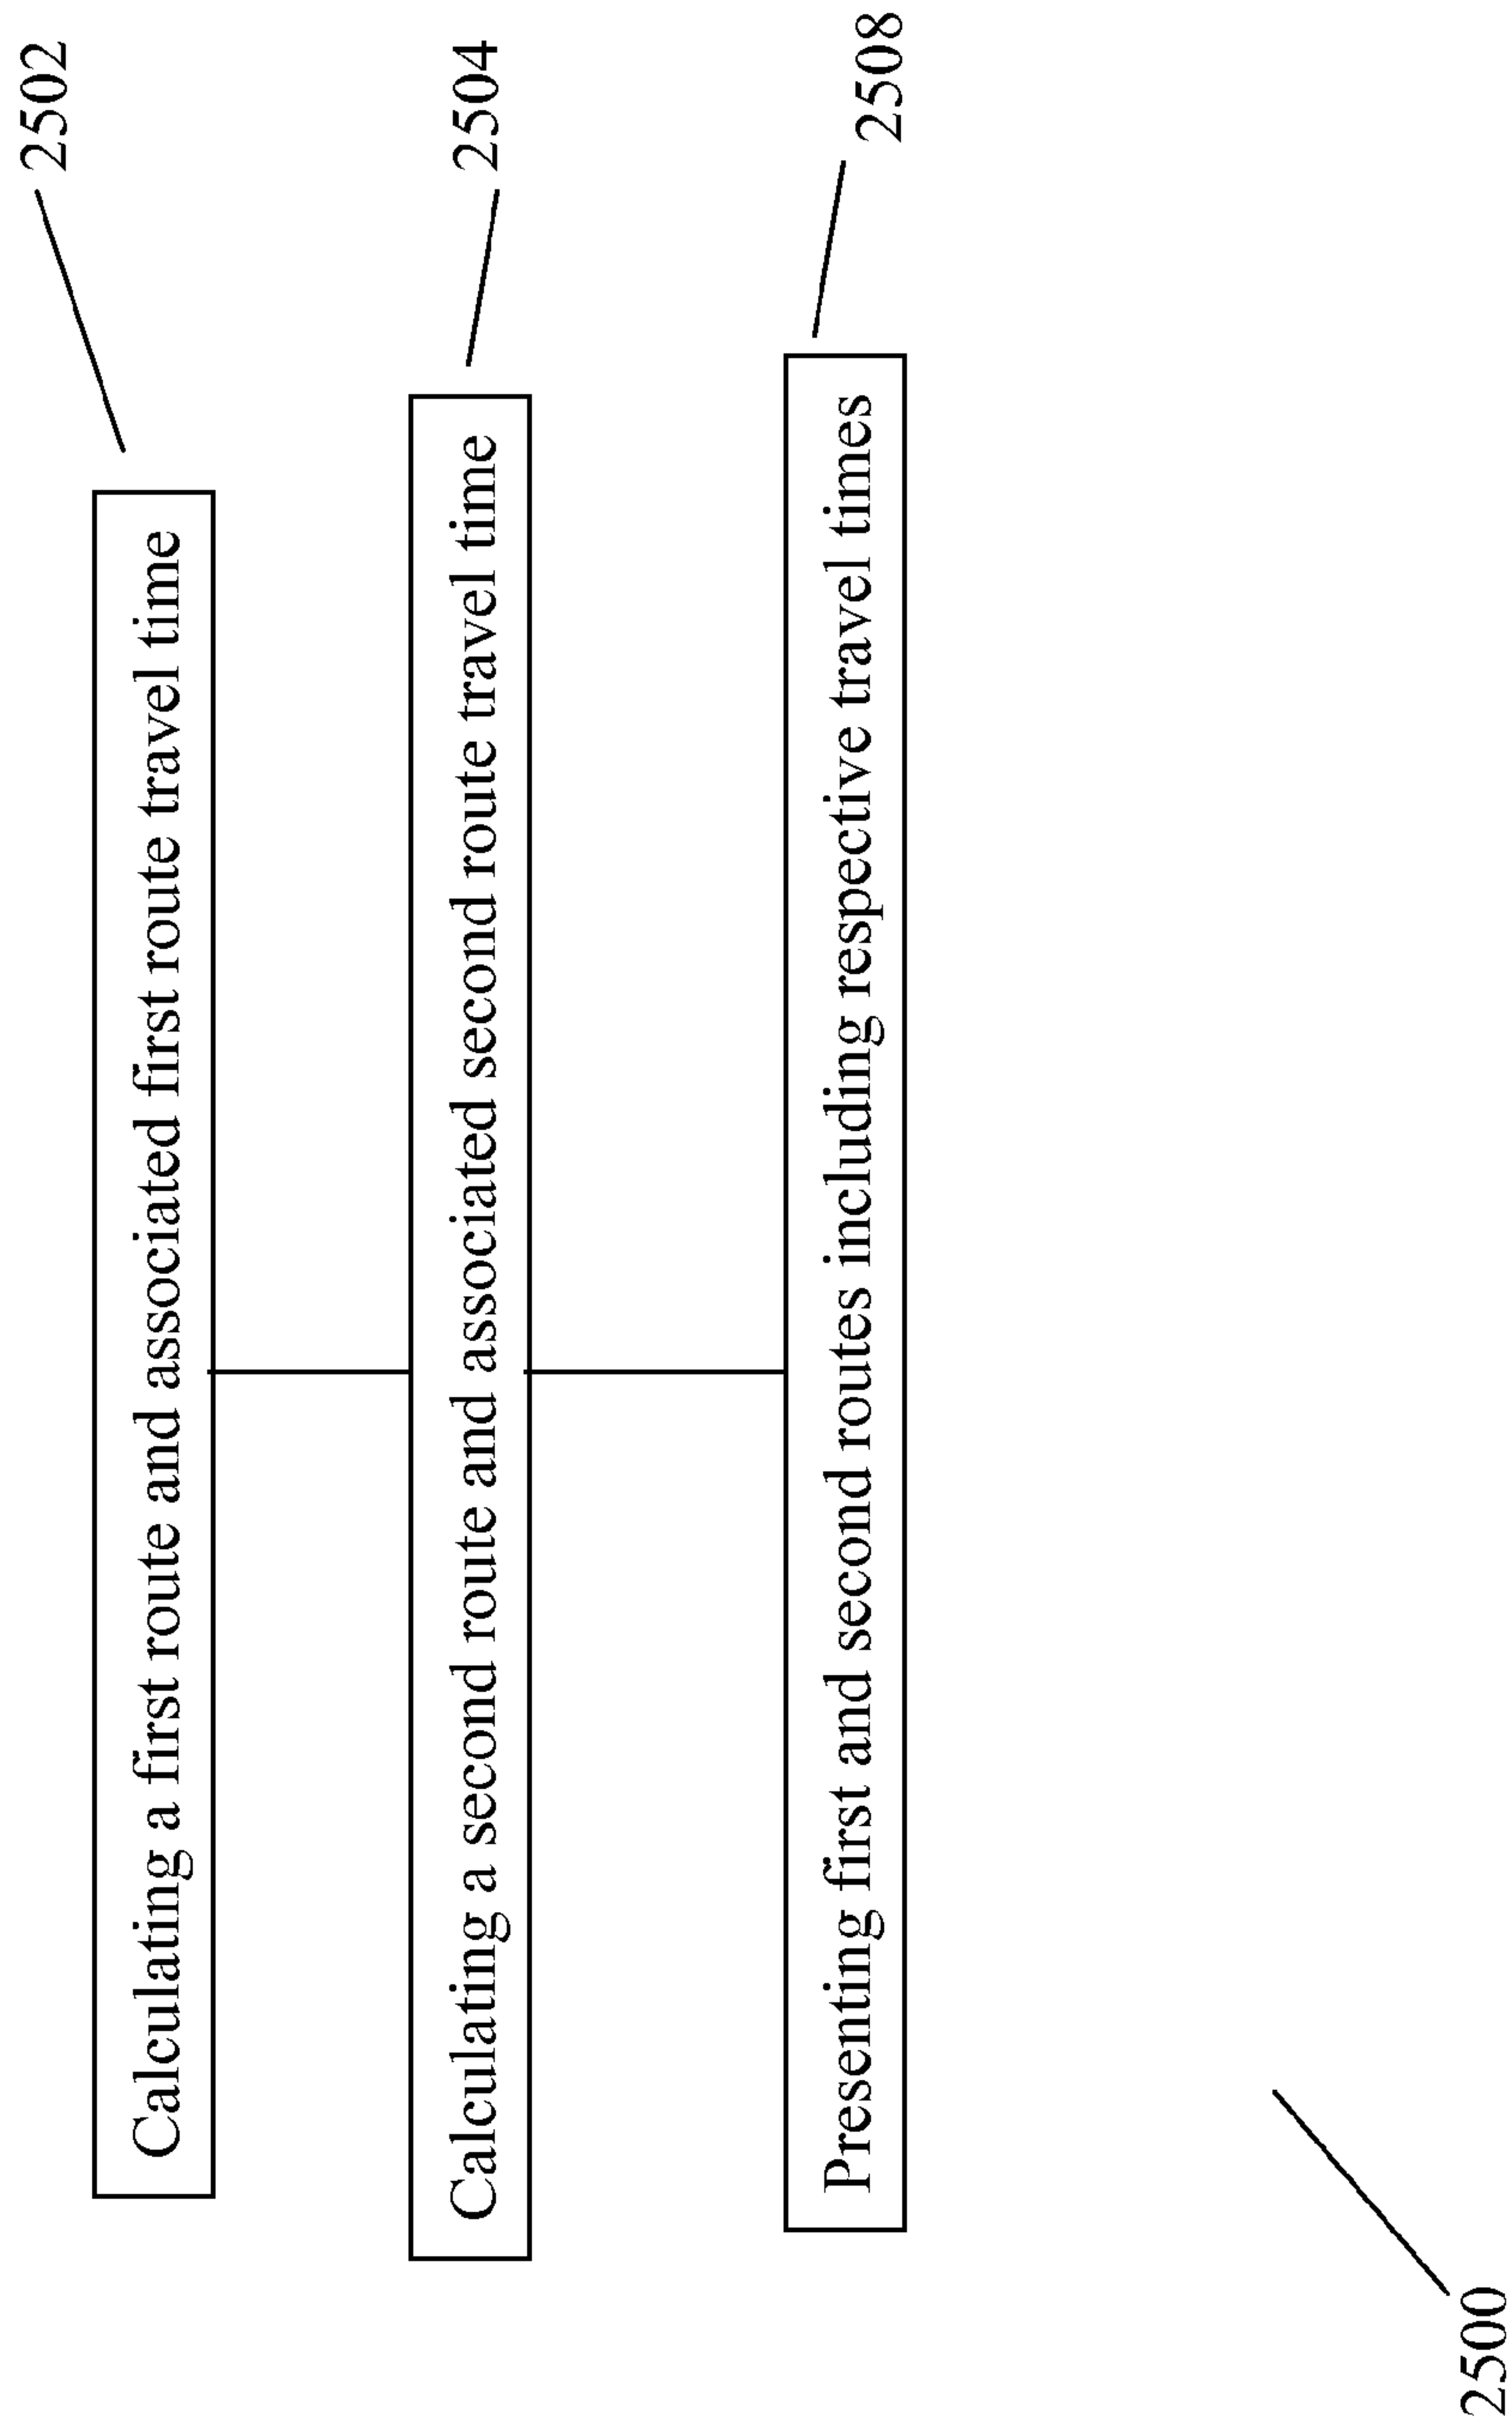 2502
Calculating a first route and associated first route travel time
2504
Calculating a second route and associated second route travel time
2508
Presenting first and second routes including respective travel times
2500